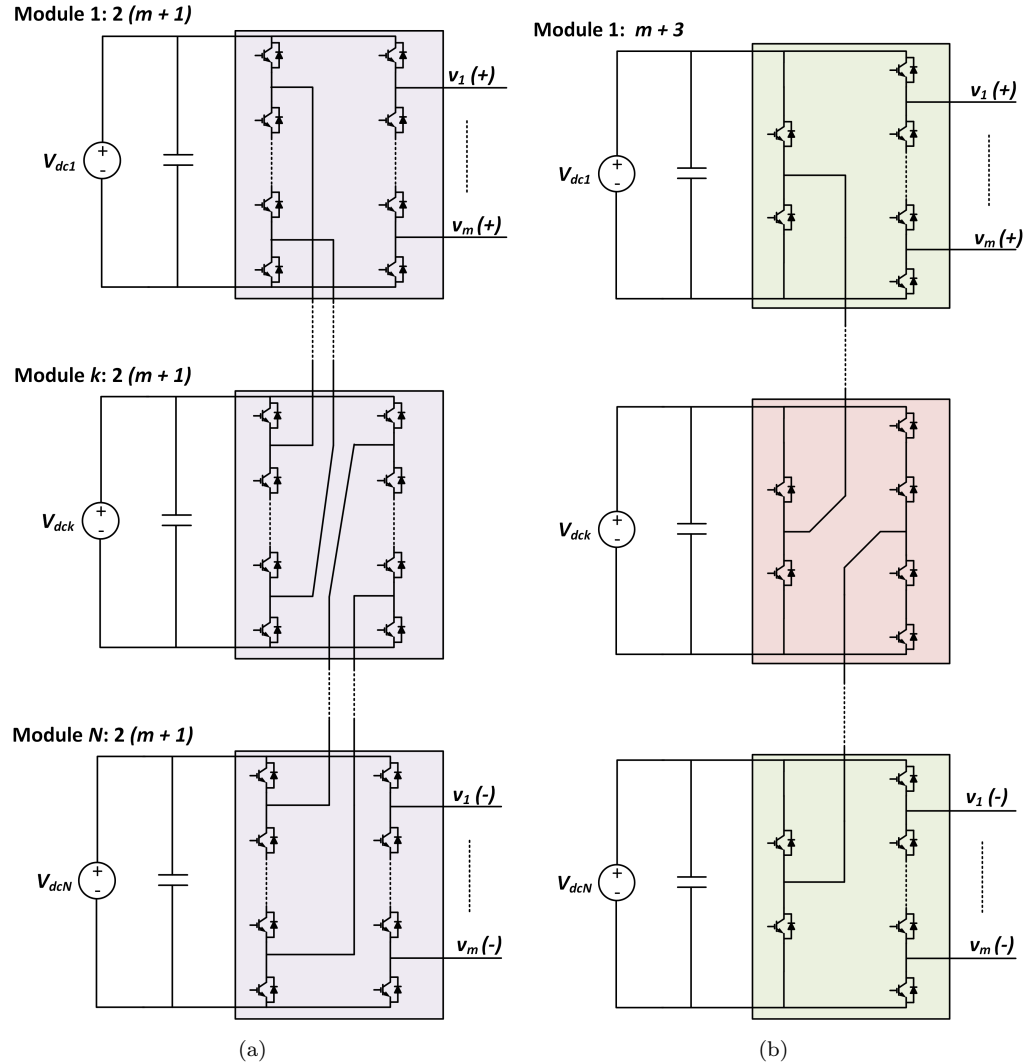 Module 1: 2 (m + 1)
V_dc1
+
-
v_1 (+)
v_m (+)
Module k: 2 (m + 1)
V_dck
+
-
Module N: 2 (m + 1)
V_dcN
+
-
v_1 (-)
v_m (-)
(a)
Module 1: m + 3
V_dc1
+
-
v_1 (+)
v_m (+)
V_dck
+
-
V_dcN
+
-
v_1 (-)
v_m (-)
(b)